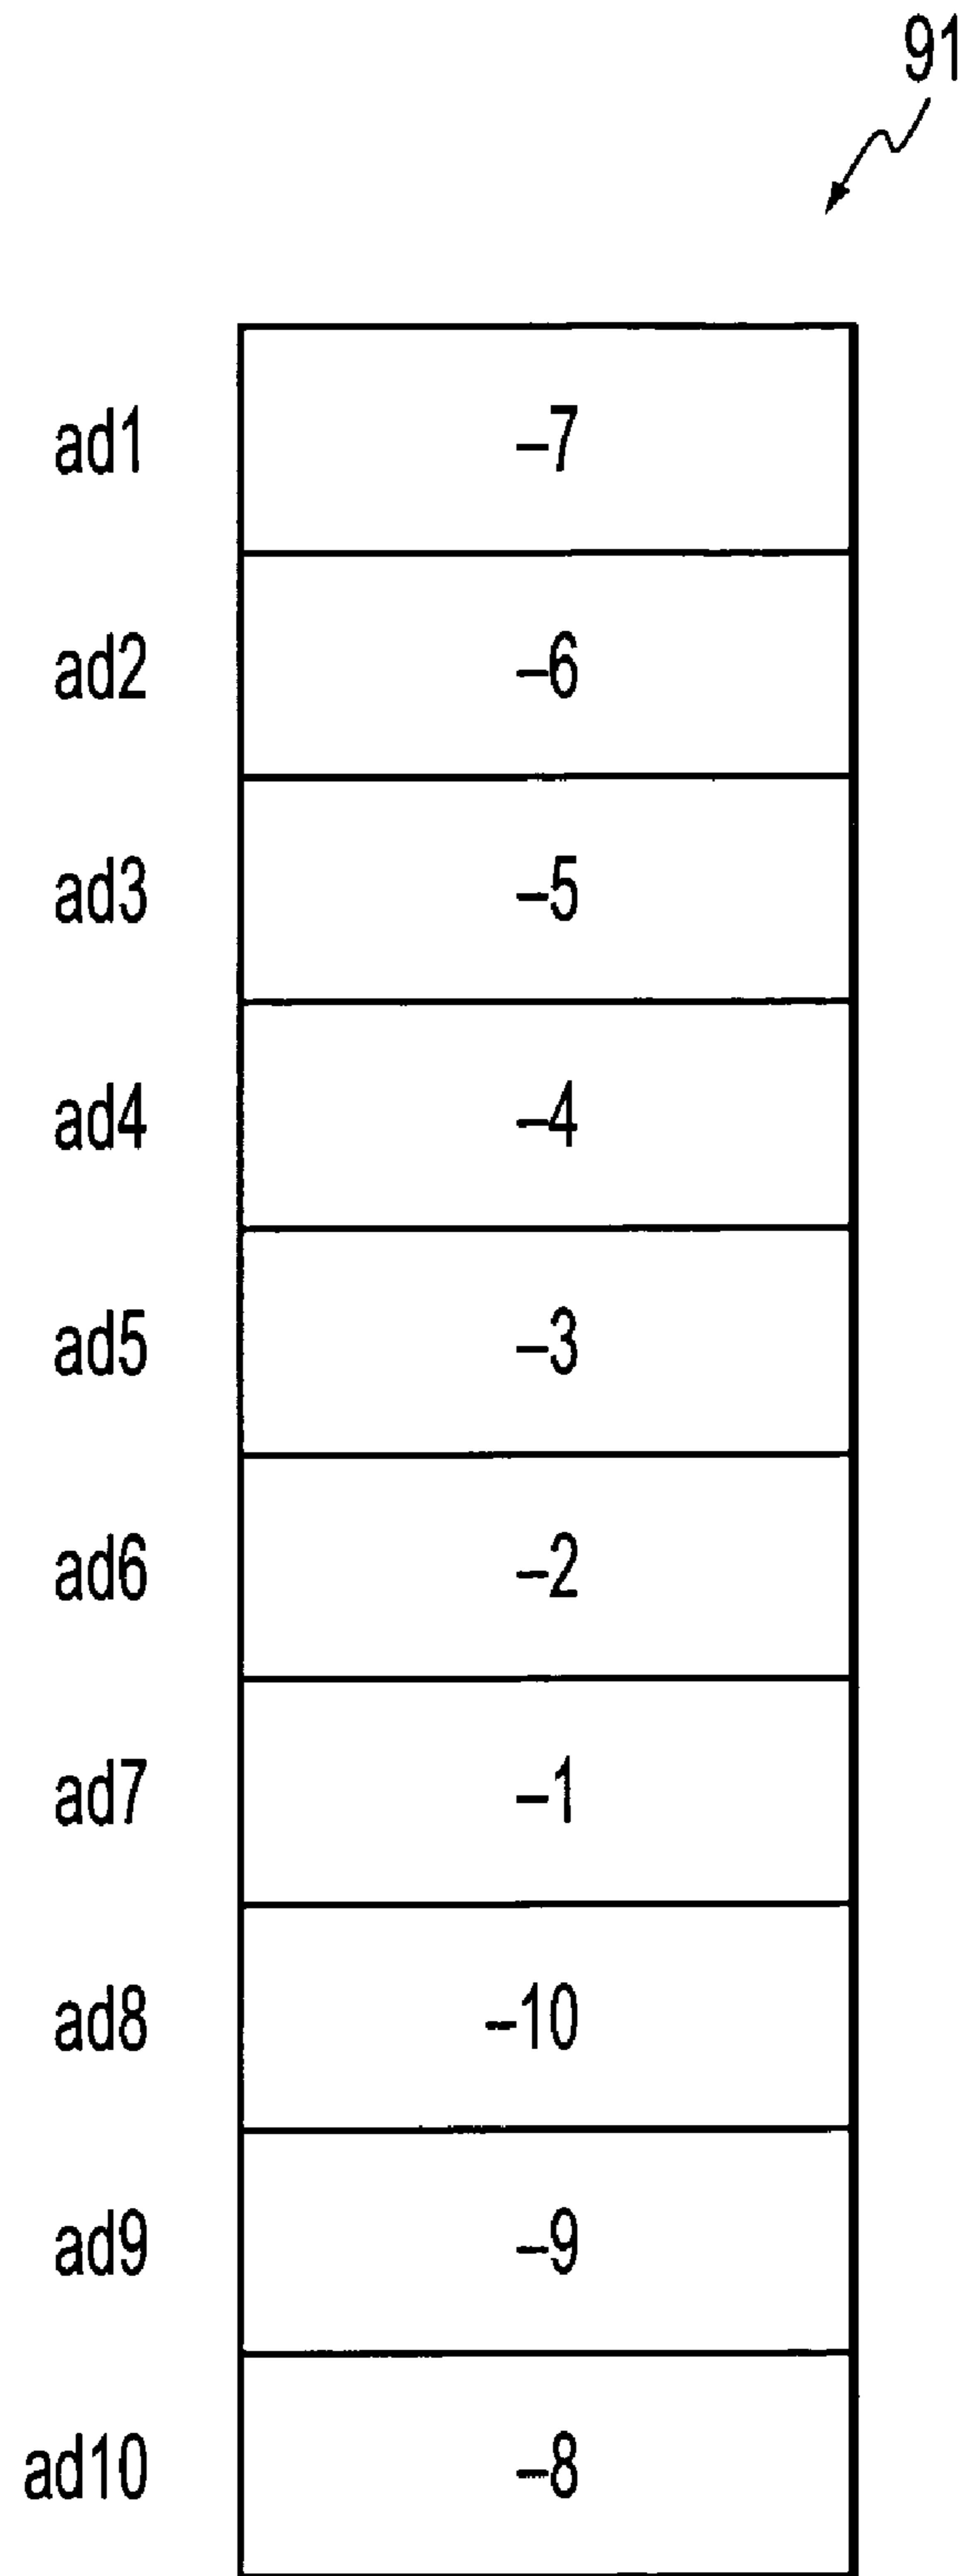 91
ad1 –7
ad2 –6
ad3 –5
ad4 –4
ad5 –3
ad6 –2
ad7 –1
ad8 –10
ad9 –9
ad10 –8